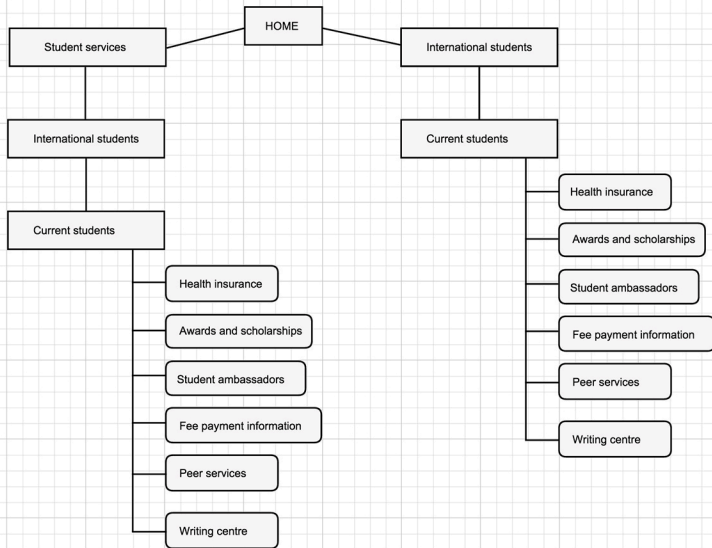 HOME
Student services
International students
Current students
Health insurance
Awards and scholarships
Student ambassadors
Fee payment information
Peer services
Writing centre
International students
Current students
Health insurance
Awards and scholarships
Student ambassadors
Fee payment information
Peer services
Writing centre